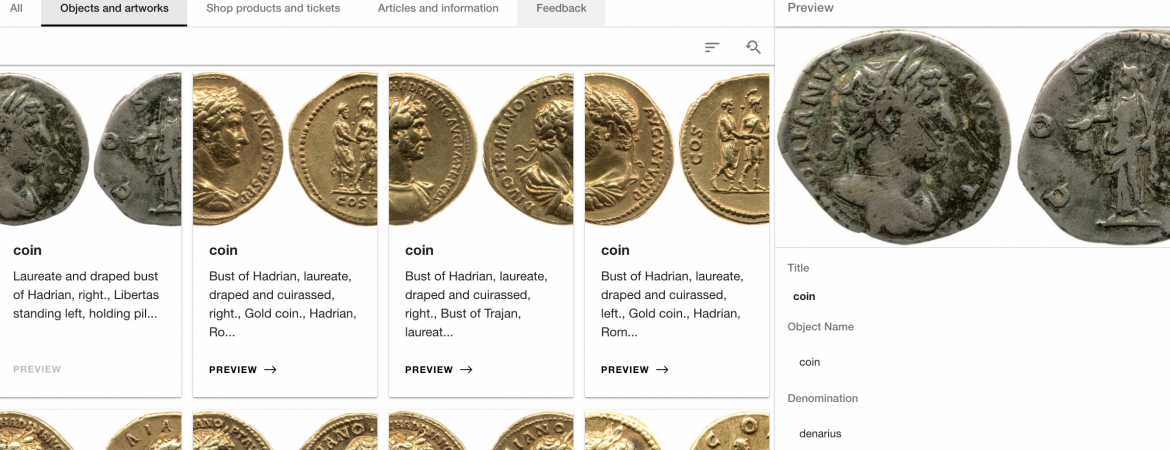 All
Objects and artworks
Shop products and tickets
Articles and information
Feedback
Preview
coin
Laureate and draped bust
of Hadrian, right., Libertas
standing left, holding pil...
PREVIEW
coin
Bust of Hadrian, laureate,
draped and cuirassed,
right., Gold coin., Hadrian,
Ro...
PREVIEW →
coin
Bust of Hadrian, laureate,
draped and cuirassed,
right., Bust of Trajan,
laureat...
PREVIEW →
coin
Bust of Hadrian, laureate,
draped and cuirassed,
left., Gold coin., Hadrian,
Rom...
PREVIEW →
Title
coin
Object Name
coin
Denomination
denarius